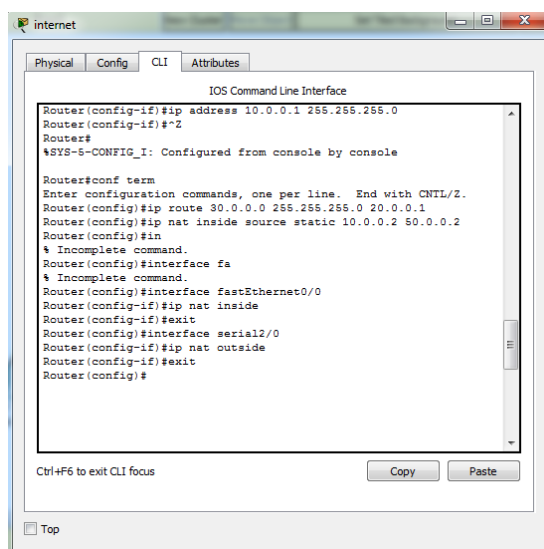 internet
Physical Config CLI Attributes
IOS Command Line Interface
Router(config-if)#ip address 10.0.0.1 255.255.255.0
Router(config-if)#^Z
Router#
%SYS-5-CONFIG_I: Configured from console by console
Router#conf term
Enter configuration commands, one per line. End with CNTL/Z.
Router(config)#ip route 30.0.0.0 255.255.255.0 20.0.0.1
Router(config)#ip nat inside source static 10.0.0.2 50.0.0.2
Router(config)#in
% Incomplete command.
Router(config)#interface fa
% Incomplete command.
Router(config)#interface fastEthernet0/0
Router(config-if)#ip nat inside
Router(config-if)#exit
Router(config)#interface serial2/0
Router(config-if)#ip nat outside
Router(config-if)#exit
Router(config)#
Ctrl+F6 to exit CLI focus
Copy Paste
Top